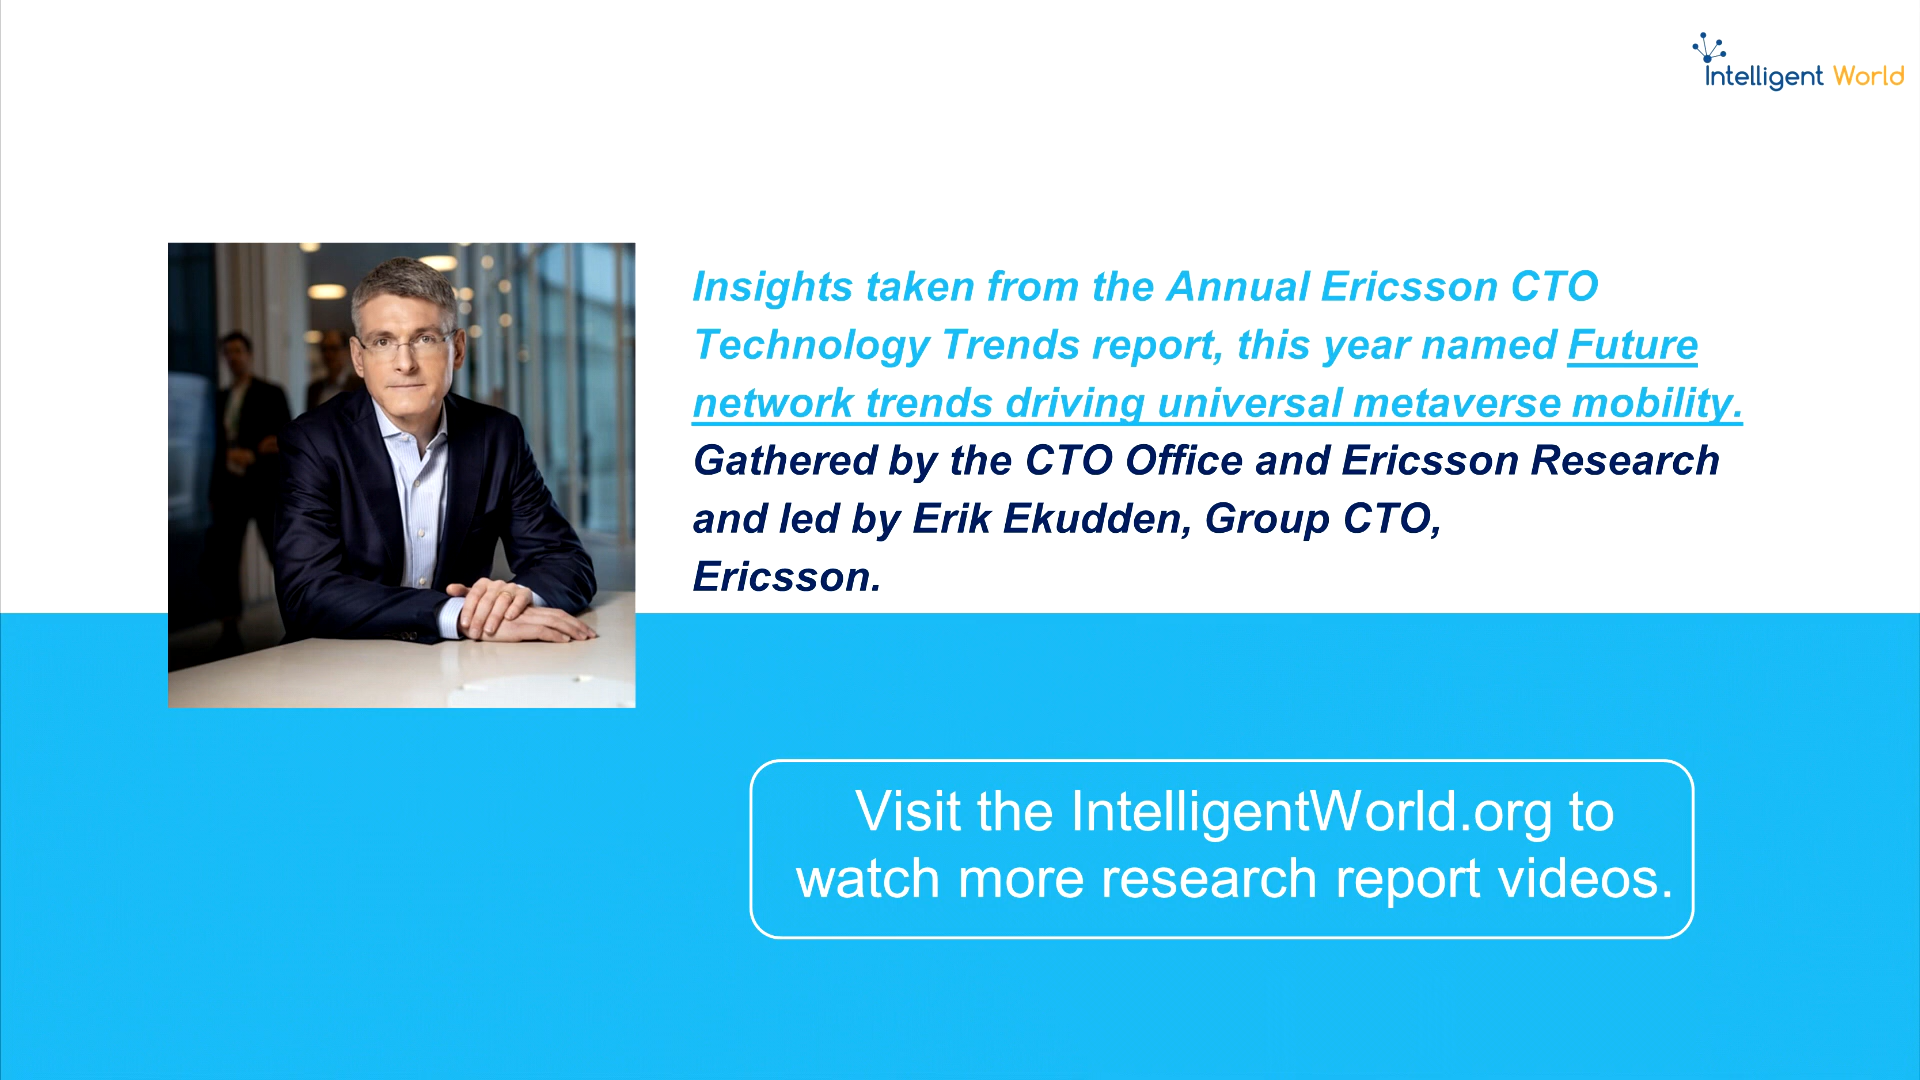 Intelligent World
Insights taken from the Annual Ericsson CTO
Technology Trends report, this year named Future
network trends driving universal metaverse mobility.
Gathered by the CTO Office and Ericsson Research
and led by Erik Ekudden, Group CTO,
Ericsson.
Visit the IntelligentWorld.org to
watch more research report videos.